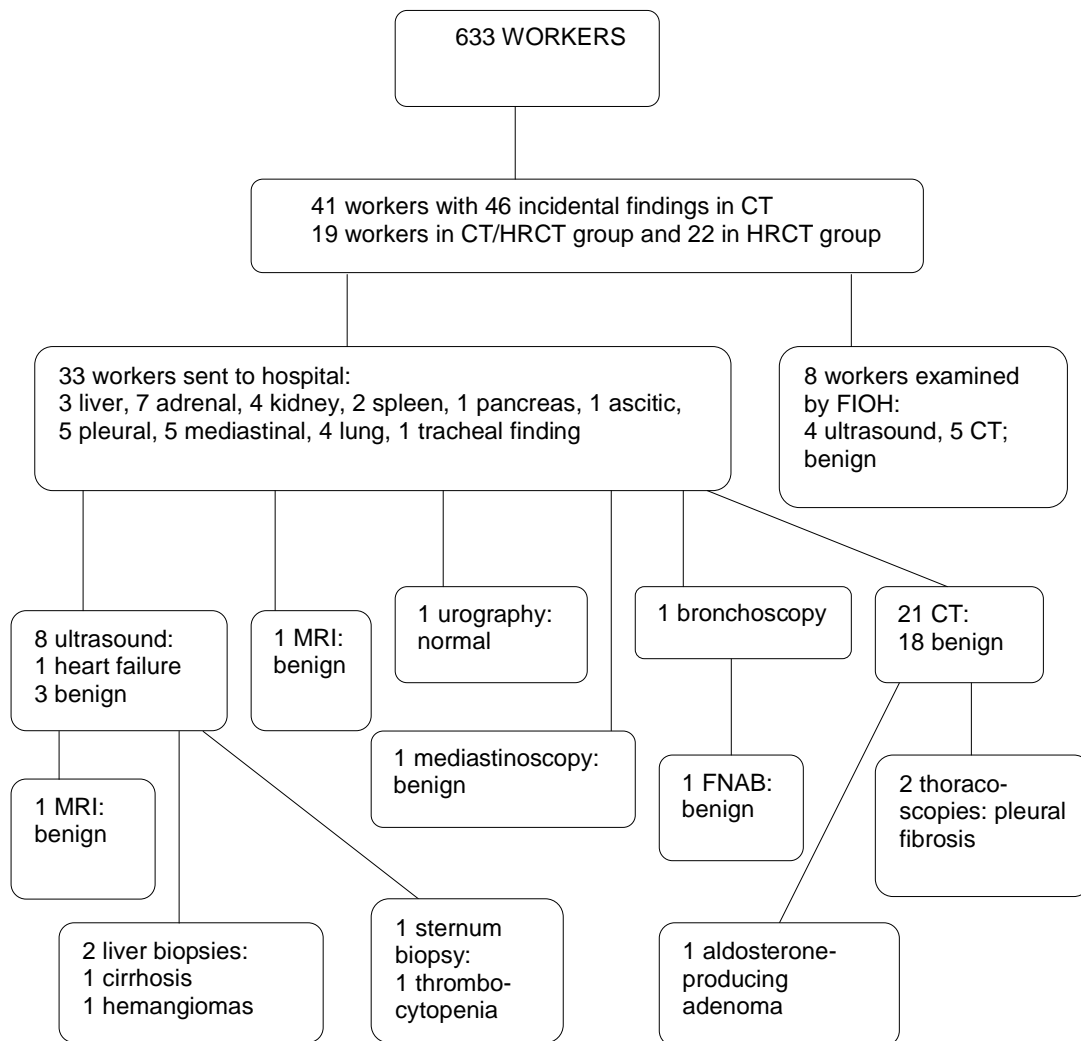 633 WORKERS
41 workers with 46 incidental findings in CT
19 workers in CT/HRCT group and 22 in HRCT group
33 workers sent to hospital:
3 liver, 7 adrenal, 4 kidney, 2 spleen, 1 pancreas, 1 ascitic,
5 pleural, 5 mediastinal, 4 lung, 1 tracheal finding
8 workers examined
by FIOH:
4 ultrasound, 5 CT;
benign
8 ultrasound:
1 heart failure
3 benign
1 MRI:
benign
1 urography:
normal
1 bronchoscopy
21 CT:
18 benign
1 MRI:
benign
1 mediastinoscopy:
benign
1 FNAB:
benign
2 thoraco-
scopies: pleural
fibrosis
2 liver biopsies:
1 cirrhosis
1 hemangiomas
1 sternum
biopsy:
1 thrombo-
cytopenia
1 aldosterone-
producing
adenoma